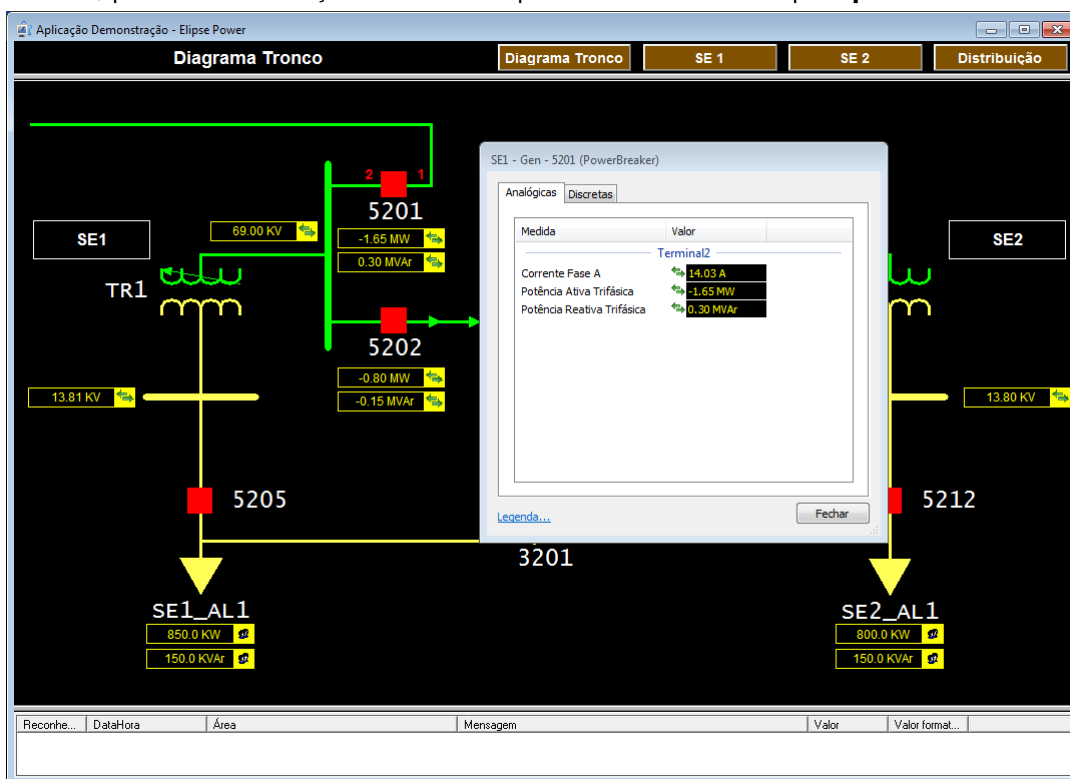 Aplicação Demonstração - Elipse Power
Diagrama Tronco
Diagrama Tronco
SE 1
SE 2
Distribuição
2 1
5201
69.00 KV
-1.65 MW
0.30 MVAr
SE1
TR1
5202
-0.80 MW
-0.15 MVAr
13.81 KV
5205
SE1 - Gen - 5201 (PowerBreaker)
Analógicas Discretas
Medida Valor
Terminal2
Corrente Fase A 14.03 A
Potência Ativa Trifásica -1.65 MW
Potência Reativa Trifásica 0.30 MVAr
Legenda...
Fechar
SE2
13.80 KV
5212
3201
SE1_AL1
850.0 KW
150.0 KVAr
SE2_AL1
800.0 KW
150.0 KVAr
Reconhe... DataHora Área Mensagem Valor Valor format...